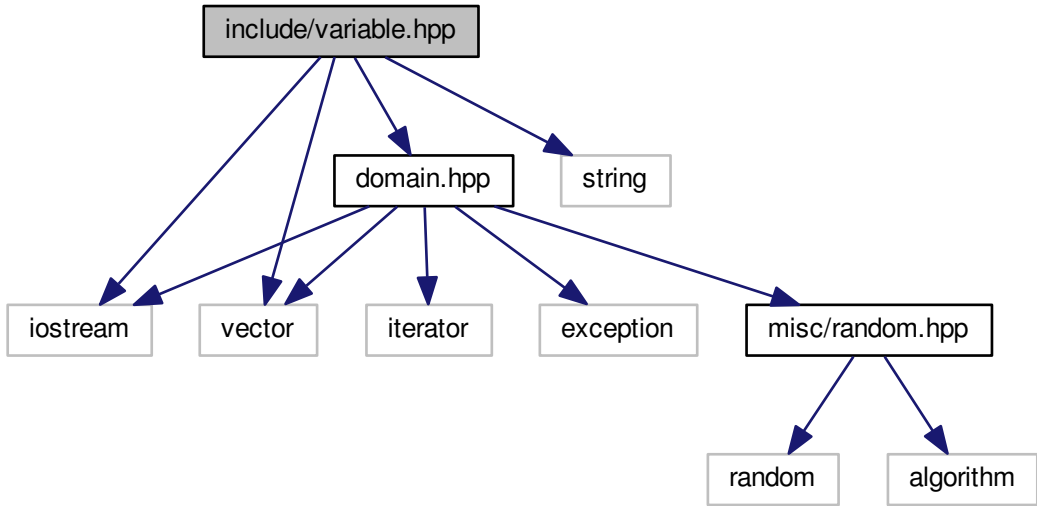 include/variable.hpp
domain.hpp
string
iostream
vector
iterator
exception
misc/random.hpp
random
algorithm